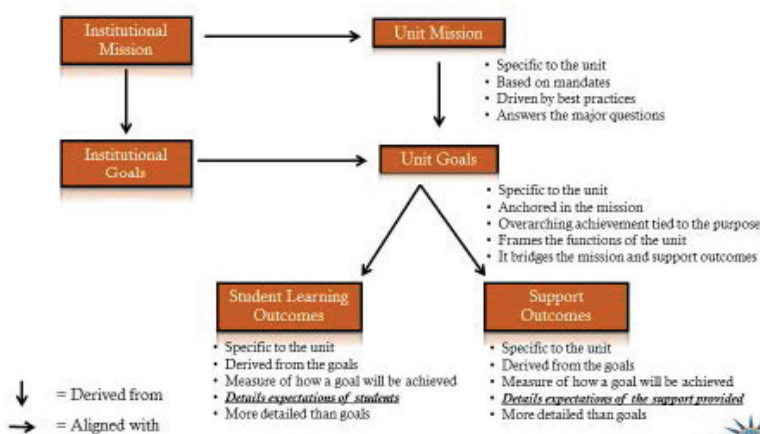 Institutional
Mission
Unit Mission
• Specific to the unit
• Based on mandates
• Driven by best practices
• Answers the major questions
Institutional
Goals
Unit Goals
• Specific to the unit
• Anchored in the mission
• Overarching achievement tied to the purpose
• Frames the functions of the unit
• It bridges the mission and support outcomes
Student Learning
Outcomes
• Specific to the unit
• Derived from the goals
• Measure of how a goal will be achieved
• Details expectations of students
• More detailed than goals
Support
Outcomes
• Specific to the unit
• Derived from the goals
• Measure of how a goal will be achieved
• Details expectations of the support provided
• More detailed than goals
= Derived from
= Aligned with